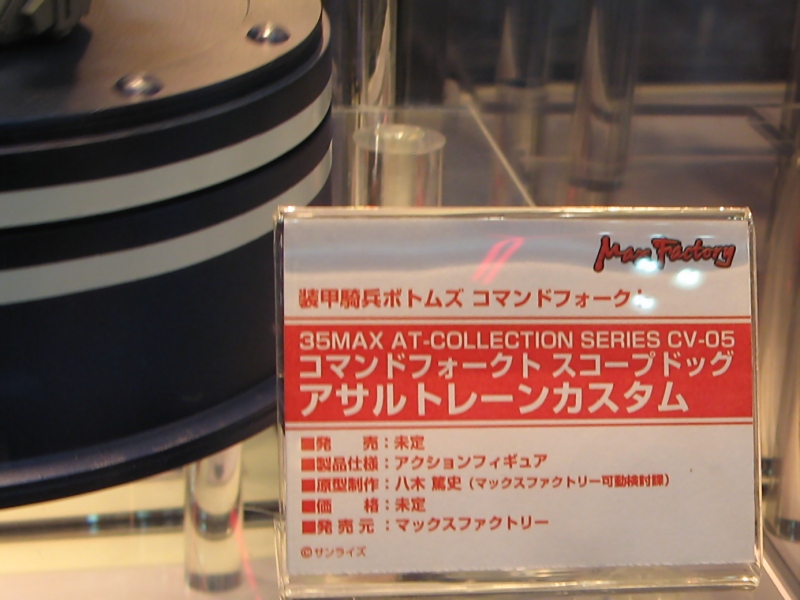 Max Factory
装甲騎兵ボトムズ コマンドフォークト
35MAX AT-COLLECTION SERIES CV-05
コマンドフォークト スコープドッグ
アサルトレーンカスタム
■発　売：未定
■製品仕様：アクションフィギュア
■原型制作：八木 篤史（マックスファクトリー可動検討課）
■価　格：未定
■発売元：マックスファクトリー
©サンライズ